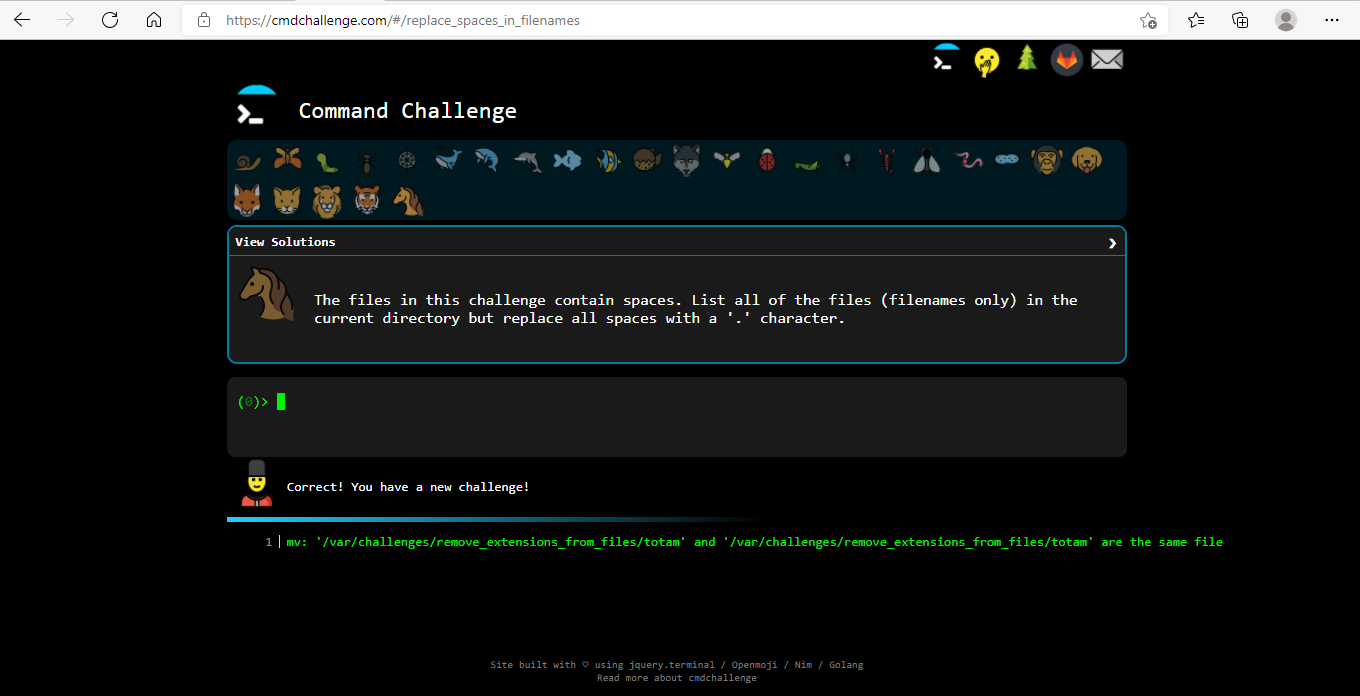 https://cmdchallenge.com/#/replace_spaces_in_filenames
Command Challenge
View Solutions
The files in this challenge contain spaces. List all of the files (filenames only) in the
current directory but replace all spaces with a '.' character.
(0)>
Correct! You have a new challenge!
1 mv: '/var/challenges/remove_extensions_from_files/totam' and '/var/challenges/remove_extensions_from_files/totam' are the same file
Site built with ♡ using jquery.terminal / Openmoji / Nim / Golang
Read more about cmdchallenge